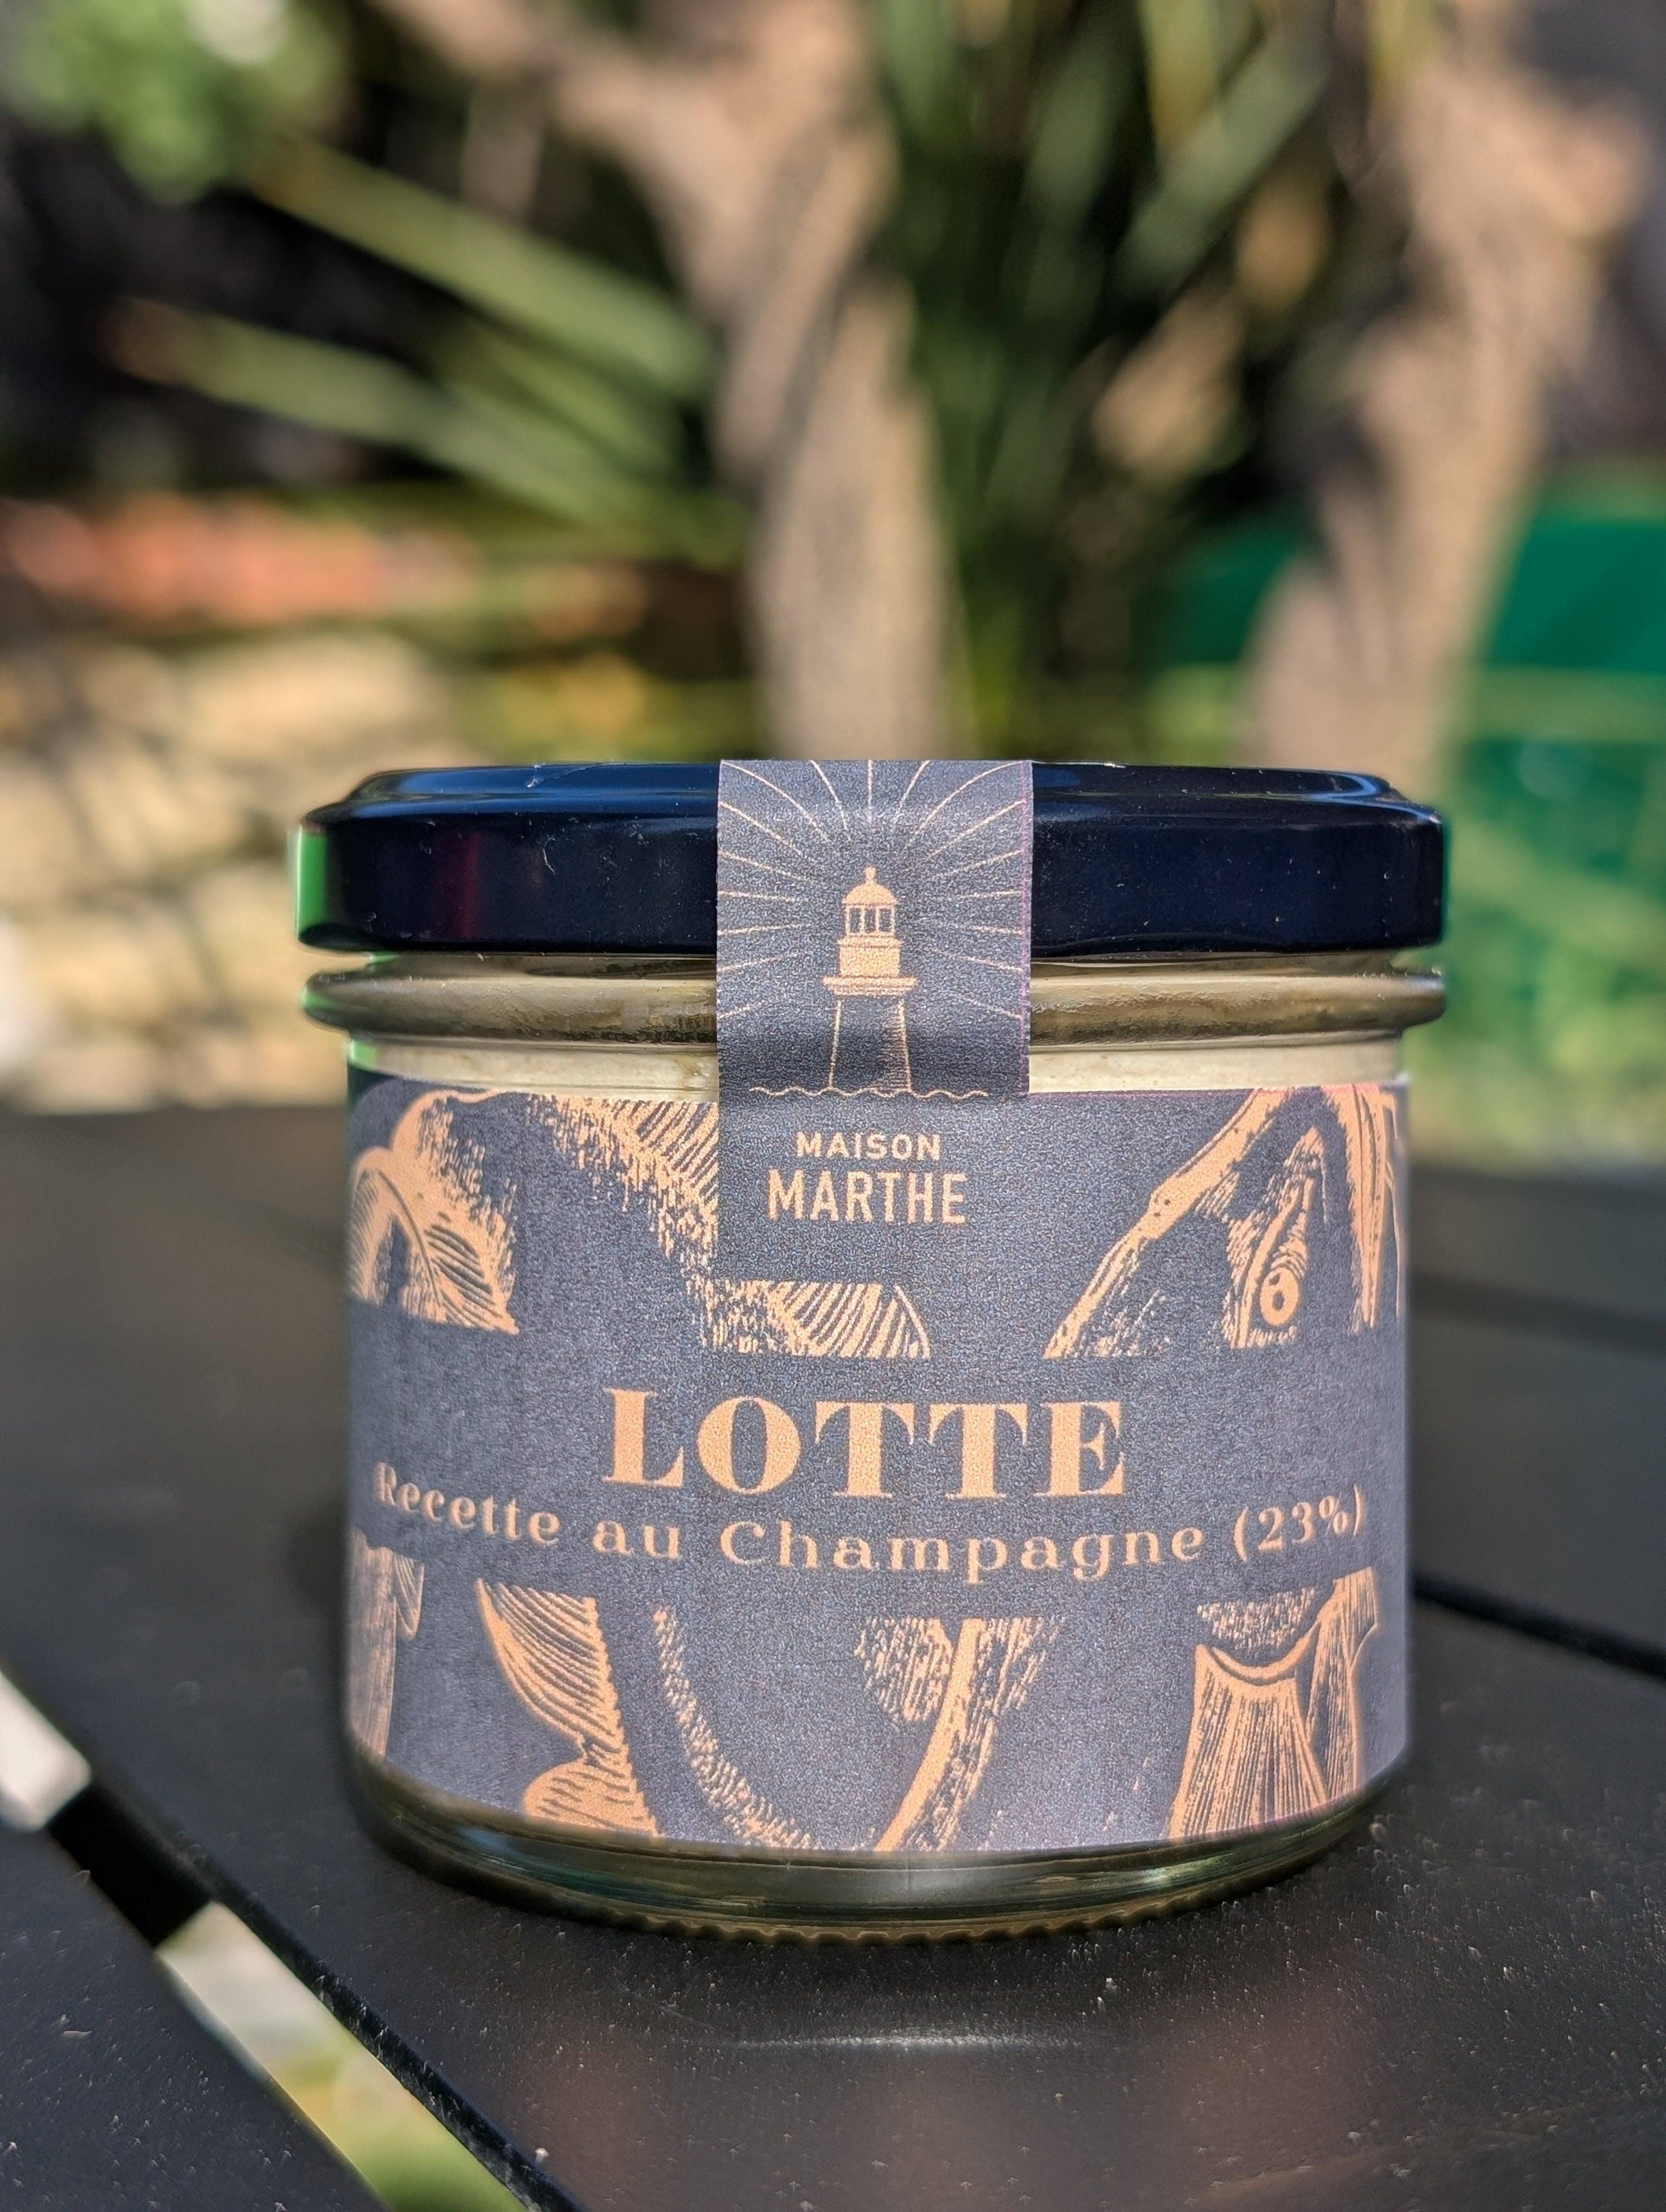 MAISON
MARTHE
LOTTE
Recette au Champagne (23%)